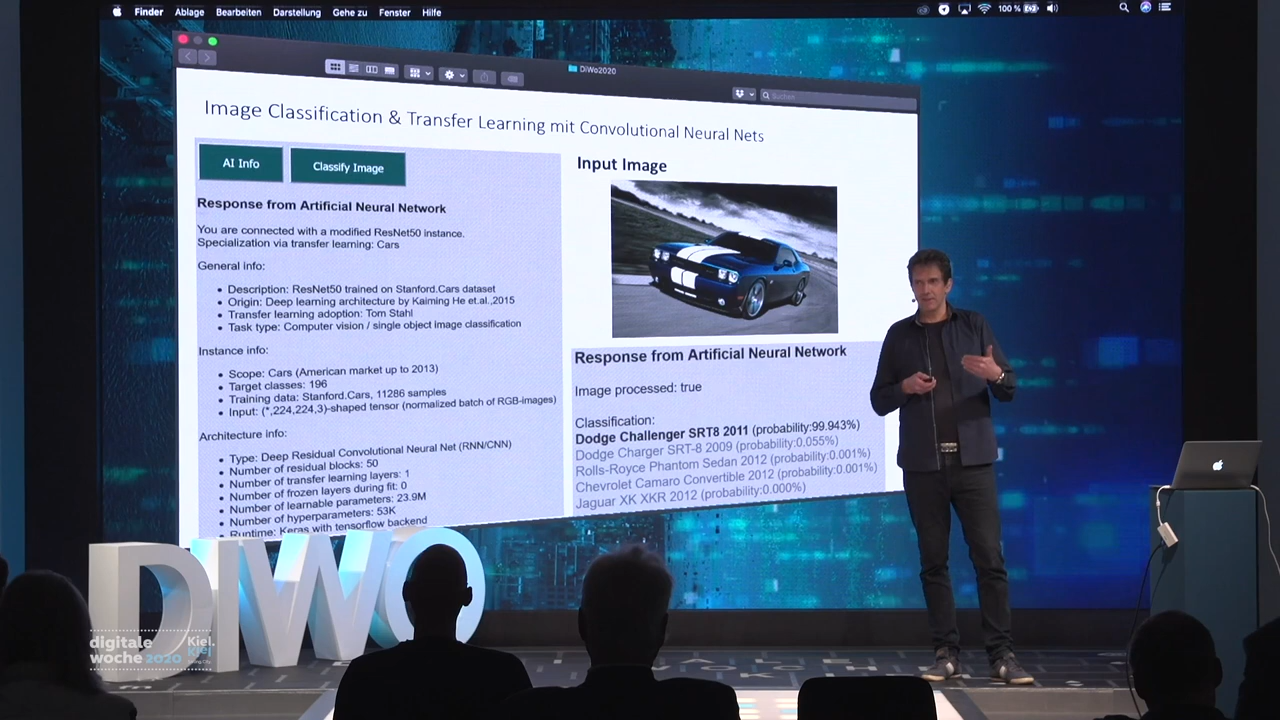 Finder Ablage Bearbeiten Darstellung Gehe zu Fenster Hilfe
100 %
DiWo2020
Suchen
Image Classification & Transfer Learning mit Convolutional Neural Nets
AI Info
Classify Image
Response from Artificial Neural Network
You are connected with a modified ResNet50 instance.
Specialization via transfer learning: Cars
General info:
• Description: ResNet50 trained on Stanford.Cars dataset
• Origin: Deep learning architecture by Kaiming He et.al.,2015
• Transfer learning adoption: Tom Stahl
• Task type: Computer vision / single object image classification
Instance info:
• Scope: Cars (American market up to 2013)
• Target classes: 196
• Training data: Stanford.Cars, 11286 samples
• Input: (*,224,224,3)-shaped tensor (normalized batch of RGB-images)
Architecture info:
• Type: Deep Residual Convolutional Neural Net (RNN/CNN)
• Number of residual blocks: 50
• Number of transfer learning layers: 1
• Number of frozen layers during fit: 0
• Number of learnable parameters: 23.9M
• Number of hyperparameters: 53K
• Runtime: Keras with tensorflow backend
Input Image
Response from Artificial Neural Network
Image processed: true
Classification:
Dodge Challenger SRT8 2011 (probability:99.943%)
Dodge Charger SRT-8 2009 (probability:0.055%)
Rolls-Royce Phantom Sedan 2012 (probability:0.001%)
Chevrolet Camaro Convertible 2012 (probability:0.001%)
Jaguar XK XKR 2012 (probability:0.000%)
DiWO
digitale
woche 2020
Kiel.